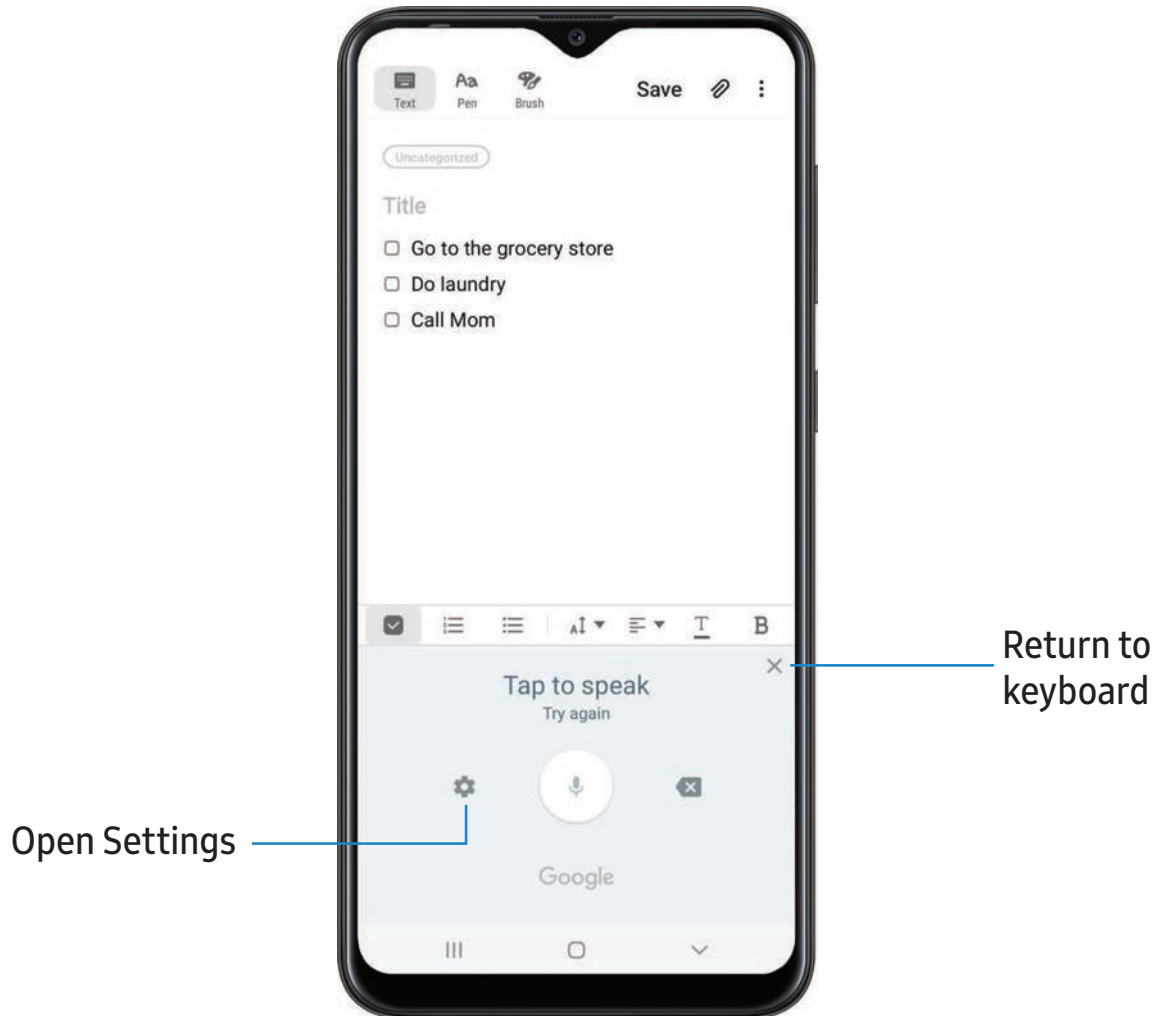 Aa
Save
Text
Pen
Brush
Uncategorized
Title
Go to the grocery store
Do laundry
Call Mom
A
T
B
Return to
keyboard
Tap to speak
Try again
Open Settings
Google